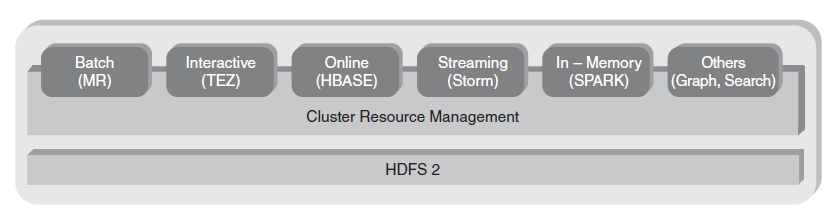 Batch
(MR)
Interactive
(TEZ)
Online
(HBASE)
Streaming
(Storm)
In – Memory
(SPARK)
Others
(Graph, Search)
Cluster Resource Management
HDFS 2